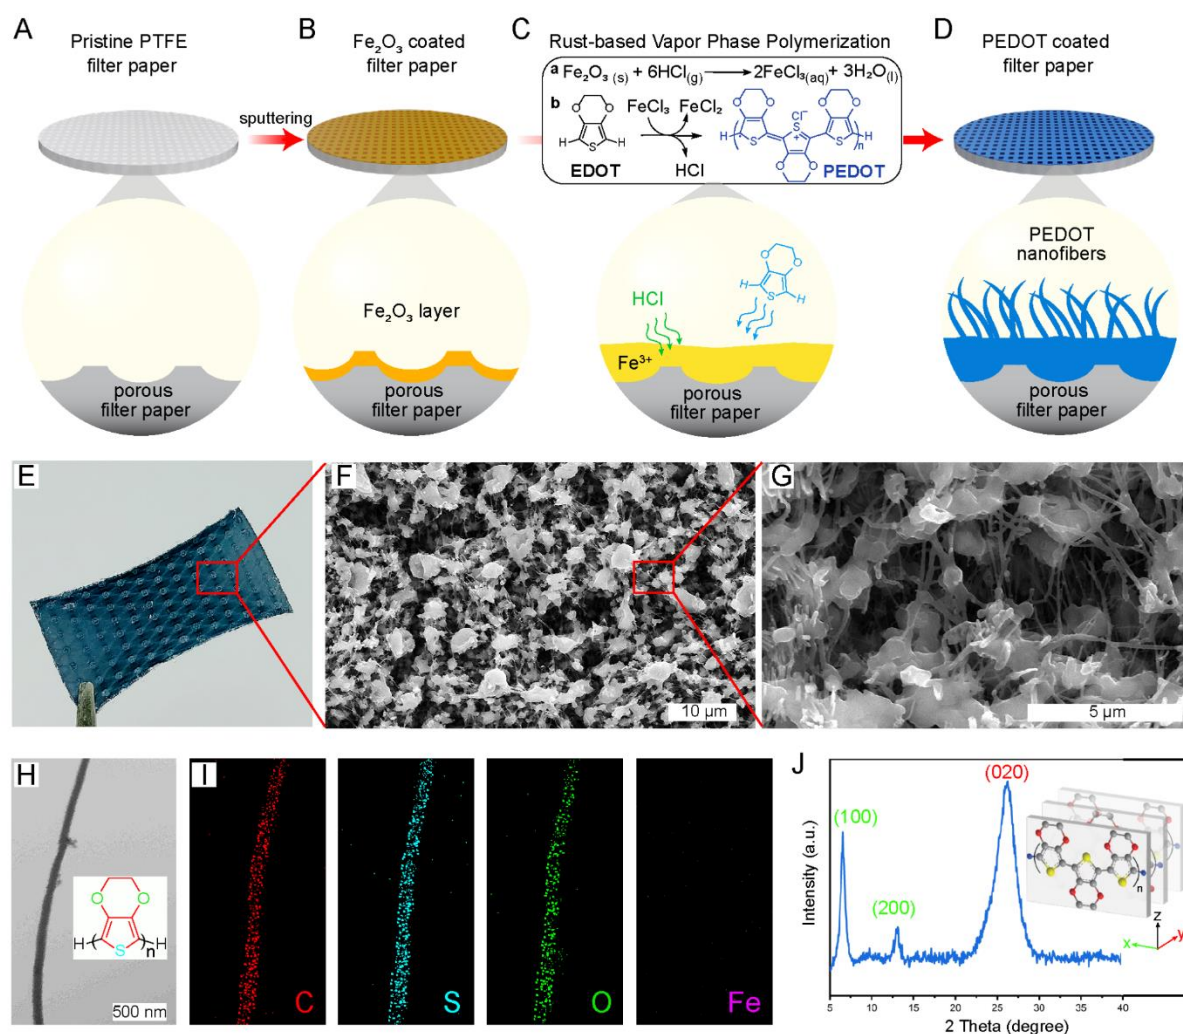 A
Pristine PTFE
filter paper
sputtering
porous
filter paper
B
Fe₂O₃ coated
filter paper
Fe₂O₃ layer
porous
filter paper
C
Rust-based Vapor Phase Polymerization
a Fe₂O₃ (s) + 6HCl(g) → 2FeCl₃(aq) + 3H₂O(l)
b
FeCl₃ FeCl₂
H S H
O O
EDOT
HCl
O O Cl⁻ O O
S⁺
H S S H
n
O O
PEDOT
O O
H S H
HCl
Fe³⁺
porous
filter paper
D
PEDOT coated
filter paper
PEDOT
nanofibers
porous
filter paper
E
F
10 µm
G
5 µm
H
O O
H S n H
500 nm
I
C
S
O
Fe
J
Intensity (a.u.)
(100)
(200)
(020)
n
z
x
y
5 10 15 20 25 30 35 40
2 Theta (degree)